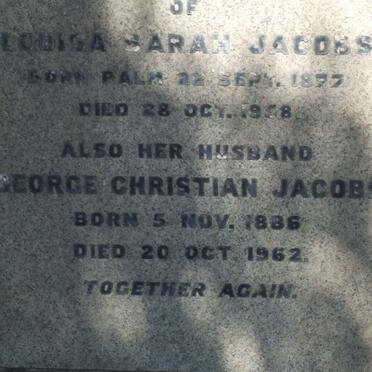 OF
LOUISA SARAH JACOBS
BORN PALM 22 SEPT. 1877
DIED 28 OCT. 1958
ALSO HER HUSBAND
GEORGE CHRISTIAN JACOBS
BORN 5 NOV. 1886
DIED 20 OCT 1962.
TOGETHER AGAIN.